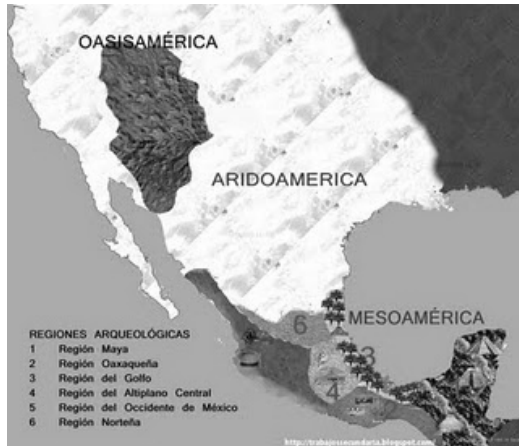 OASISAMÉRICA
ARIDOAMERICA
MESOAMÉRICA
6
3
1
4
REGIONES ARQUEOLÓGICAS
1 Región Maya
2 Región Oaxaqueña
3 Región del Golfo
4 Región del Altiplano Central
5 Región del Occidente de México
6 Región Norteña
http://trabajossecundaria.blogspot.com/